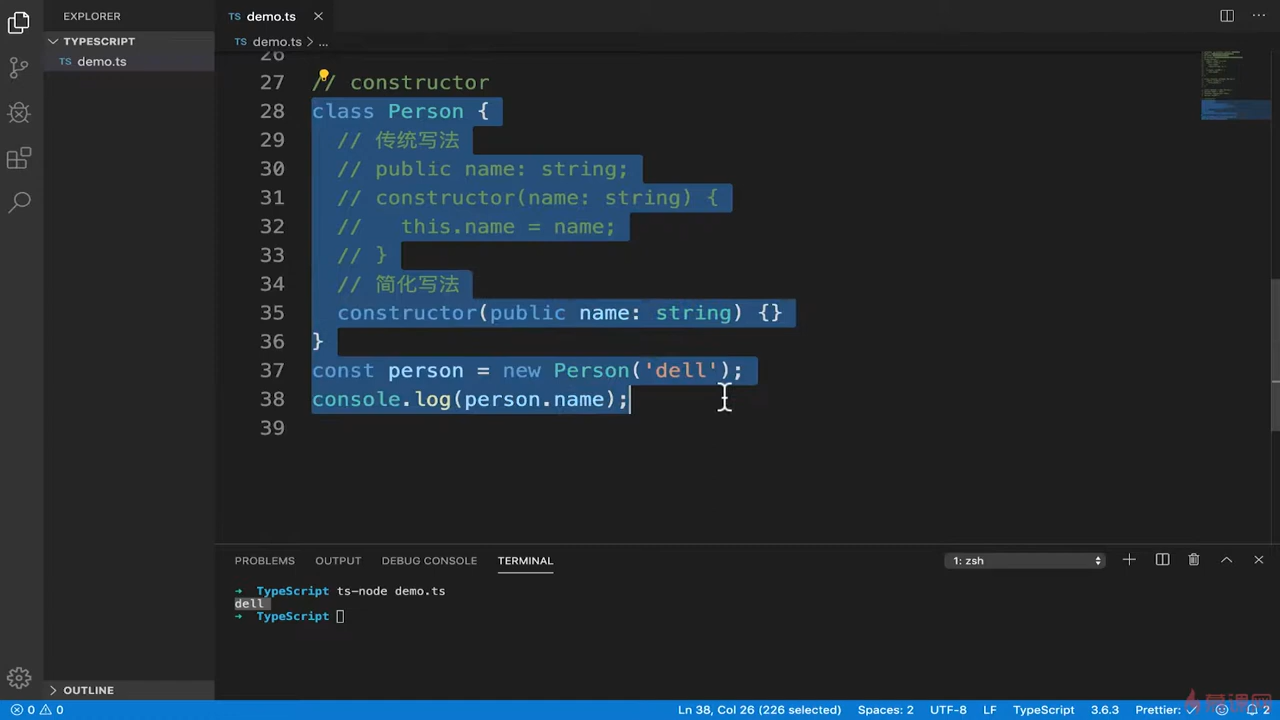 EXPLORER
TYPESCRIPT
TS demo.ts
TS demo.ts
TS demo.ts > ...
26
27 // constructor
28 class Person {
29 // 传统写法
30 // public name: string;
31 // constructor(name: string) {
32 // this.name = name;
33 // }
34 // 简化写法
35 constructor(public name: string) {}
36 }
37 const person = new Person('dell');
38 console.log(person.name);
39
PROBLEMS OUTPUT DEBUG CONSOLE TERMINAL 1: zsh
→ TypeScript ts-node demo.ts
dell
→ TypeScript
OUTLINE
0 0 Ln 38, Col 26 (226 selected) Spaces: 2 UTF-8 LF TypeScript 3.6.3 Prettier: ✓ 2
慕课网